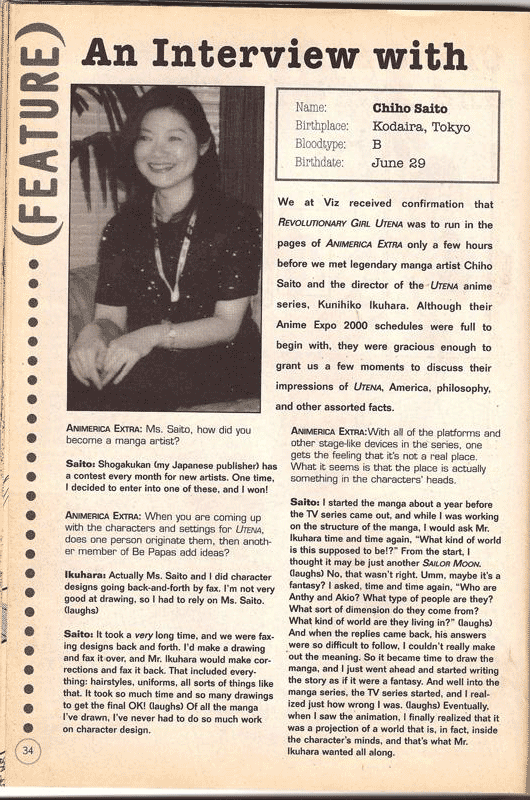 (FEATURE)
An Interview with
Name: Chiho Saito
Birthplace: Kodaira, Tokyo
Bloodtype: B
Birthdate: June 29
We at Viz received confirmation that
REVOLUTIONARY GIRL UTENA was to run in the
pages of ANIMERICA EXTRA only a few hours
before we met legendary manga artist Chiho
Saito and the director of the UTENA anime
series, Kunihiko Ikuhara. Although their
Anime Expo 2000 schedules were full to
begin with, they were gracious enough to
grant us a few moments to discuss their
impressions of UTENA, America, philosophy,
and other assorted facts.
ANIMERICA EXTRA: Ms. Saito, how did you
become a manga artist?
Saito: Shogakukan (my Japanese publisher) has
a contest every month for new artists. One time,
I decided to enter into one of these, and I won!
ANIMERICA EXTRA: When you are coming up
with the characters and settings for UTENA,
does one person originate them, then anoth-
er member of Be Papas add ideas?
Ikuhara: Actually Ms. Saito and I did character
designs going back-and-forth by fax. I'm not very
good at drawing, so I had to rely on Ms. Saito.
(laughs)
Saito: It took a very long time, and we were fax-
ing designs back and forth. I'd make a drawing
and fax it over, and Mr. Ikuhara would make cor-
rections and fax it back. That included every-
thing: hairstyles, uniforms, all sorts of things like
that. It took so much time and so many drawings
to get the final OK! (laughs) Of all the manga
I've drawn, I've never had to do so much work
on character design.
ANIMERICA EXTRA:With all of the platforms and
other stage-like devices in the series, one
gets the feeling that it's not a real place.
What it seems is that the place is actually
something in the characters' heads.
Saito: I started the manga about a year before
the TV series came out, and while I was working
on the structure of the manga, I would ask Mr.
Ikuhara time and time again, "What kind of world
is this supposed to be!?" From the start, I
thought it may be just another SAILOR MOON.
(laughs) No, that wasn't right. Umm, maybe it's a
fantasy? I asked, time and time again, "Who are
Anthy and Akio? What type of people are they?
What sort of dimension do they come from?
What kind of world are they living in?" (laughs)
And when the replies came back, his answers
were so difficult to follow, I couldn't really make
out the meaning. So it became time to draw the
manga, and I just went ahead and started writing
the story as if it were a fantasy. And well into the
manga series, the TV series started, and I real-
ized just how wrong I was. (laughs) Eventually,
when I saw the animation, I finally realized that it
was a projection of a world that is, in fact, inside
the character's minds, and that's what Mr.
Ikuhara wanted all along.
34